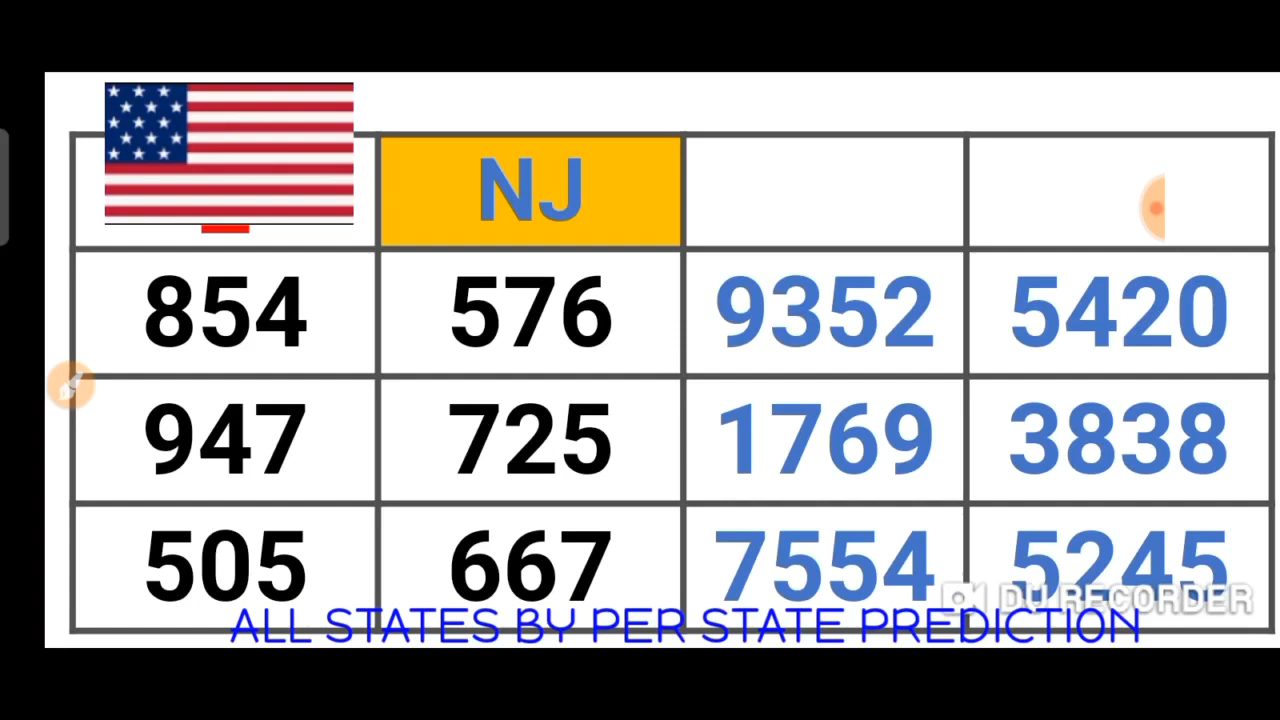 NJ
854 576 9352 5420
947 725 1769 3838
505 667 7554 5245
DU RECORDER
ALL STATES BY PER STATE PREDICTION